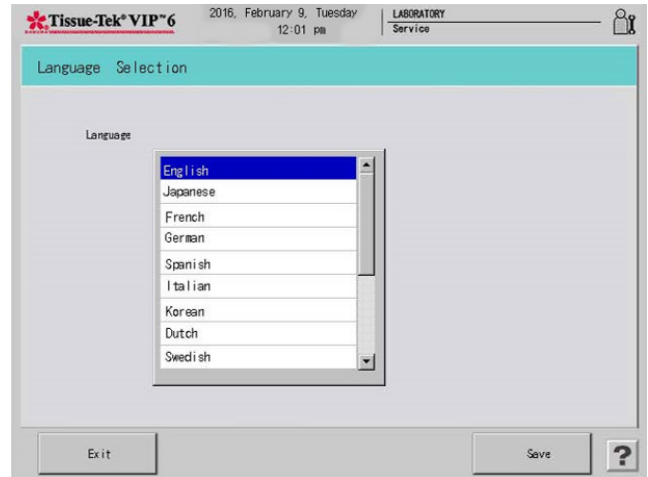 Tissue-Tek® VIP™6
2016, February 9, Tuesday
12:01 pm
LABORATORY
Service
Language Selection
Language
English
Japanese
French
German
Spanish
Italian
Korean
Dutch
Swedish
Exit
Save
?